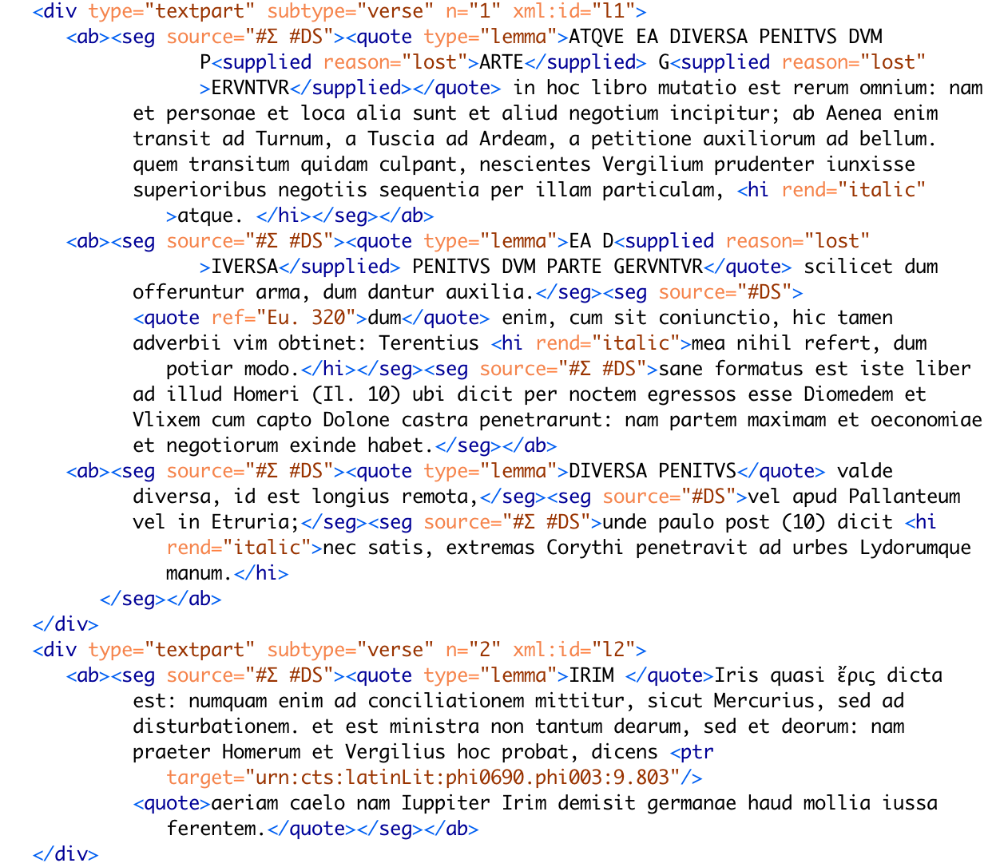 <div type="textpart" subtype="verse" n="1" xml:id="l1">
<ab><seg source="#Σ #DS"><quote type="lemma">ATQVE EA DIVERSA PENITVS DVM
P<supplied reason="lost">ARTE</supplied> G<supplied reason="lost"
>ERVNTVR</supplied></quote> in hoc libro mutatio est rerum omnium: nam
et personae et loca alia sunt et aliud negotium incipitur; ab Aenea enim
transit ad Turnum, a Tuscia ad Ardeam, a petitione auxiliorum ad bellum.
quem transitum quidam culpant, nescientes Vergilium prudenter iunxisse
superioribus negotiis sequentia per illam particulam, <hi rend="italic"
>atque. </hi></seg></ab>
<ab><seg source="#Σ #DS"><quote type="lemma">EA D<supplied reason="lost"
>IVERSA</supplied> PENITVS DVM PARTE GERVNTVR</quote> scilicet dum
offeruntur arma, dum dantur auxilia.</seg><seg source="#DS">
<quote ref="Eu. 320">dum</quote> enim, cum sit coniunctio, hic tamen
adverbii vim obtinet: Terentius <hi rend="italic">mea nihil refert, dum
potiar modo.</hi></seg><seg source="#Σ #DS">sane formatus est iste liber
ad illud Homeri (Il. 10) ubi dicit per noctem egressos esse Diomedem et
Vlixem cum capto Dolone castra penetrarunt: nam partem maximam et oeconomiae
et negotiorum exinde habet.</seg></ab>
<ab><seg source="#Σ #DS"><quote type="lemma">DIVERSA PENITVS</quote> valde
diversa, id est longius remota,</seg><seg source="#DS">vel apud Pallanteum
vel in Etruria;</seg><seg source="#Σ #DS">unde paulo post (10) dicit <hi
rend="italic">nec satis, extremas Corythi penetravit ad urbes Lydorumque
manum.</hi>
</seg></ab>
</div>
<div type="textpart" subtype="verse" n="2" xml:id="l2">
<ab><seg source="#Σ #DS"><quote type="lemma">IRIM </quote>Iris quasi ἔρις dicta
est: numquam enim ad conciliationem mittitur, sicut Mercurius, sed ad
disturbationem. et est ministra non tantum dearum, sed et deorum: nam
praeter Homerum et Vergilius hoc probat, dicens <ptr
target="urn:cts:latinLit:phi0690.phi003:9.803"/>
<quote>aeriam caelo nam Iuppiter Irim demisit germanae haud mollia iussa
ferentem.</quote></seg></ab>
</div>